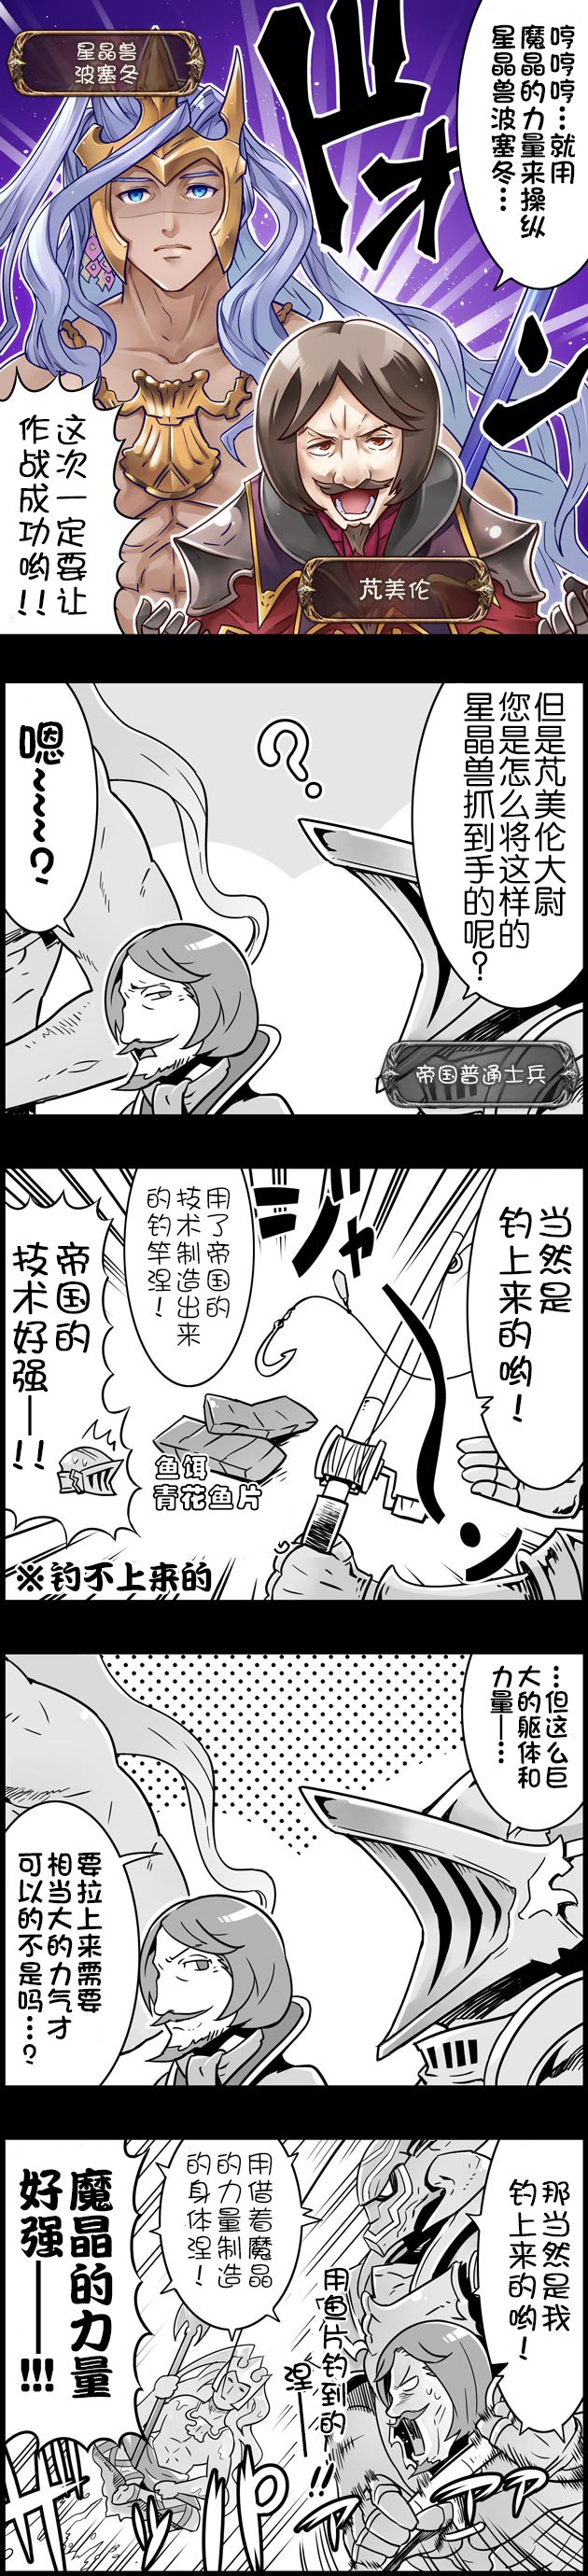 哼哼哼…就用
魔晶的力量来操纵
星晶兽波塞冬…
星晶兽
波塞冬
ドォン
这次一定要让
作战成功哟!!
芃美伦
但是芃美伦大尉
您是怎么将这样的
星晶兽抓到手的呢?
?
嗯~~~?
帝国普通士兵
当然是
钓上来的哟!
ジャーン
用了帝国的
技术制造出来
的钓竿涅!
帝国的
技术好强—!!
鱼饵
青花鱼片
※钓不上来的
…但这么巨
大的躯体和
力量—…
要拉上来需要
相当大的力气才
可以的不是吗…?
那当然是我
钓上来的哟!
用借着魔晶
的力量制造
的身体涅!
用鱼片钓到的
涅—!!
魔晶的力量
好强——!!!